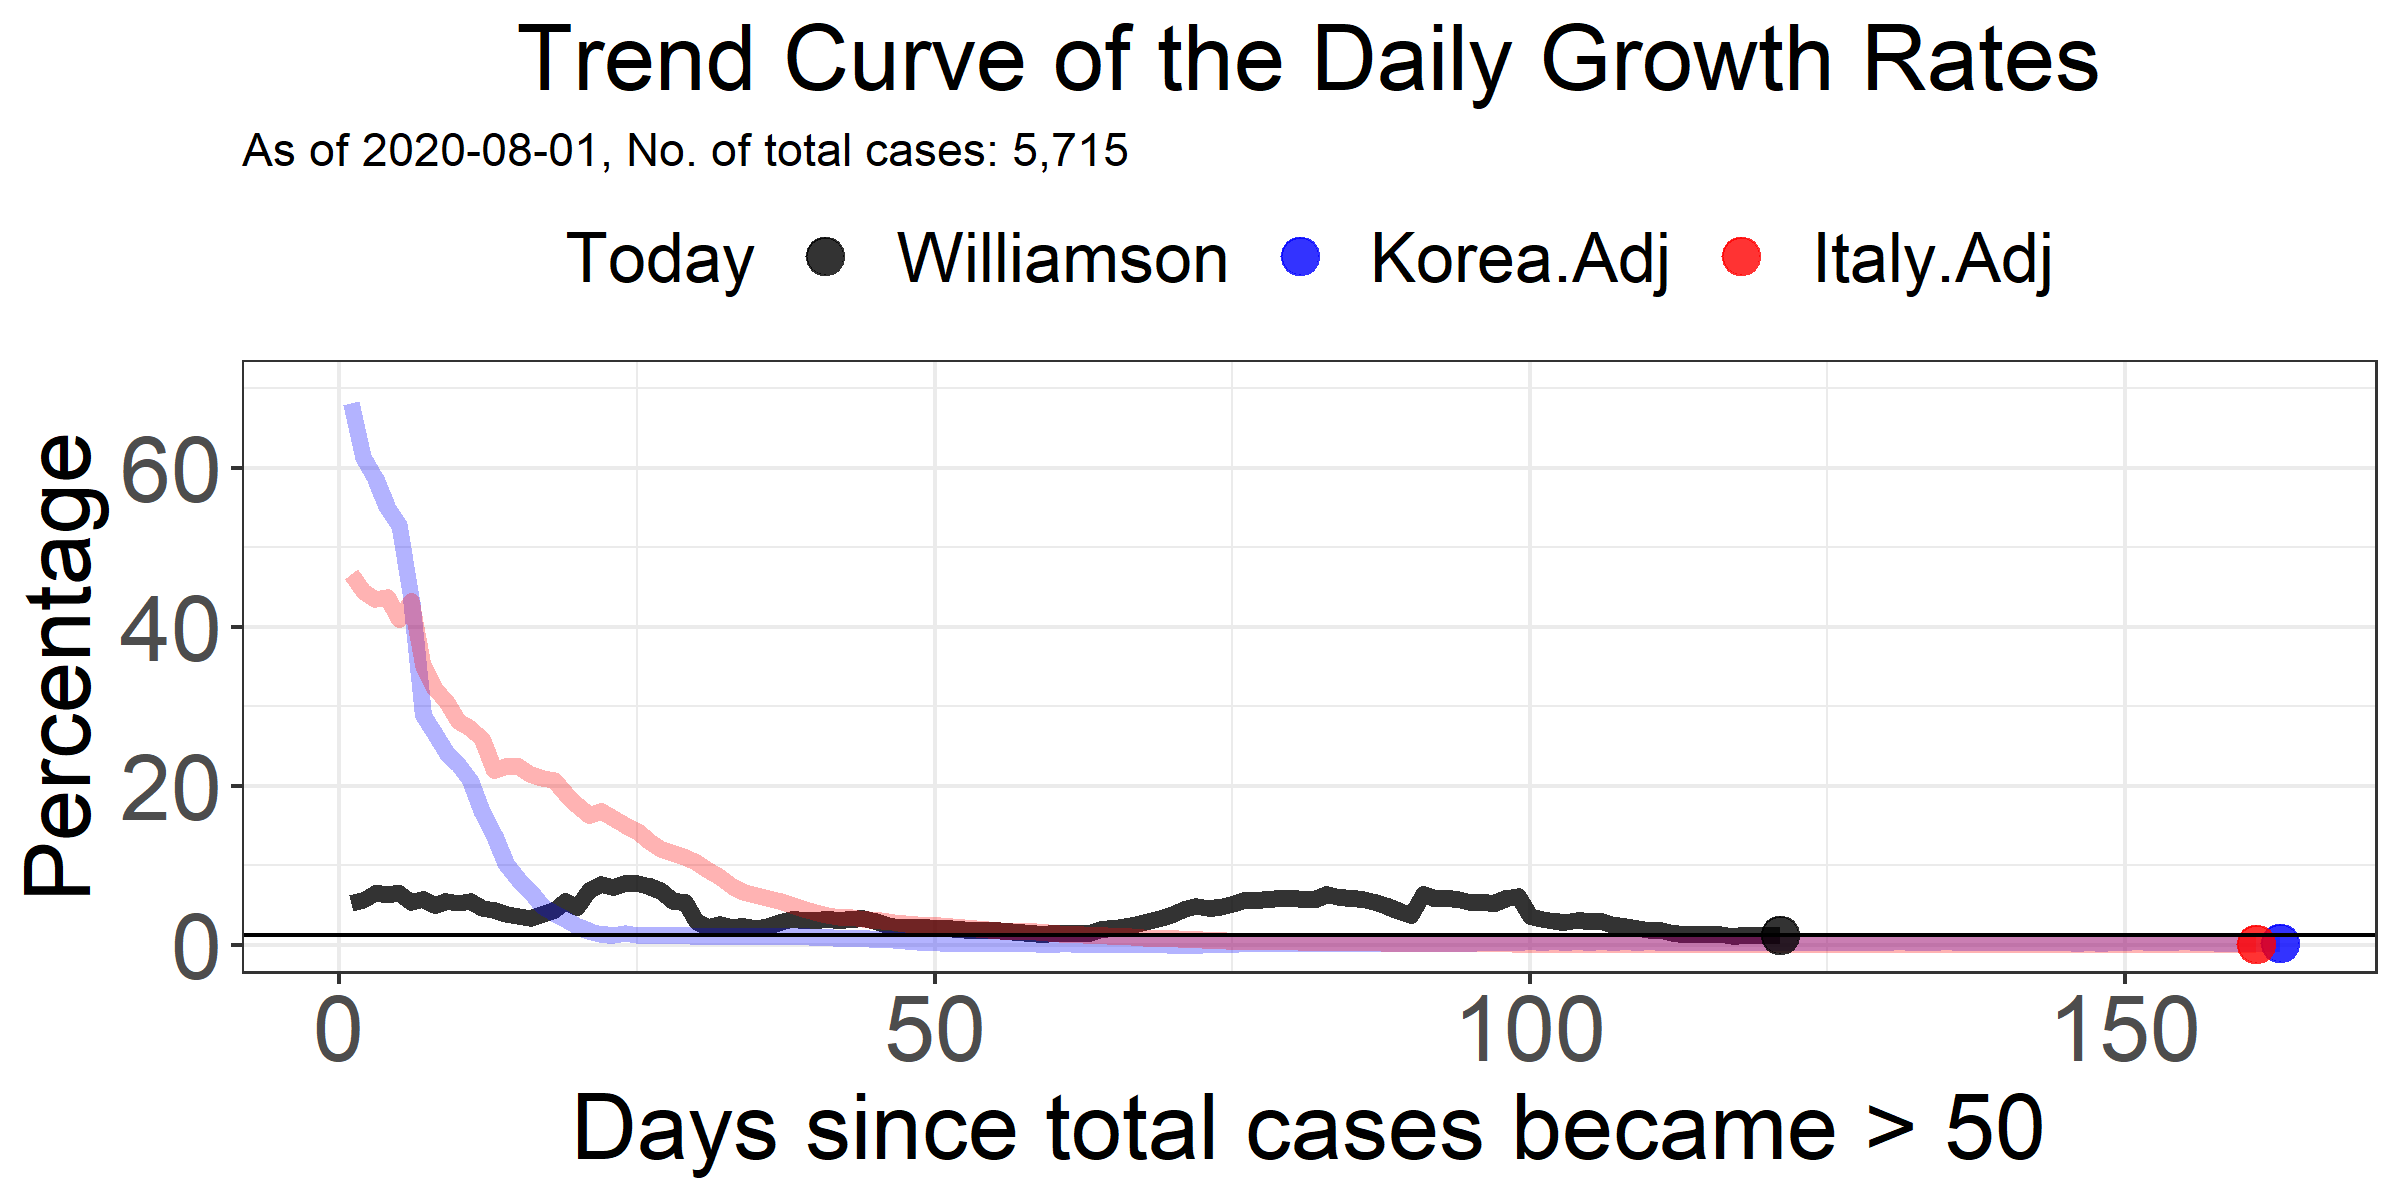 Trend Curve of the Daily Growth Rates
As of 2020-08-01, No. of total cases: 5,715
Today Williamson Korea.Adj Italy.Adj
Percentage
60
40
20
0
0 50 100 150
Days since total cases became > 50